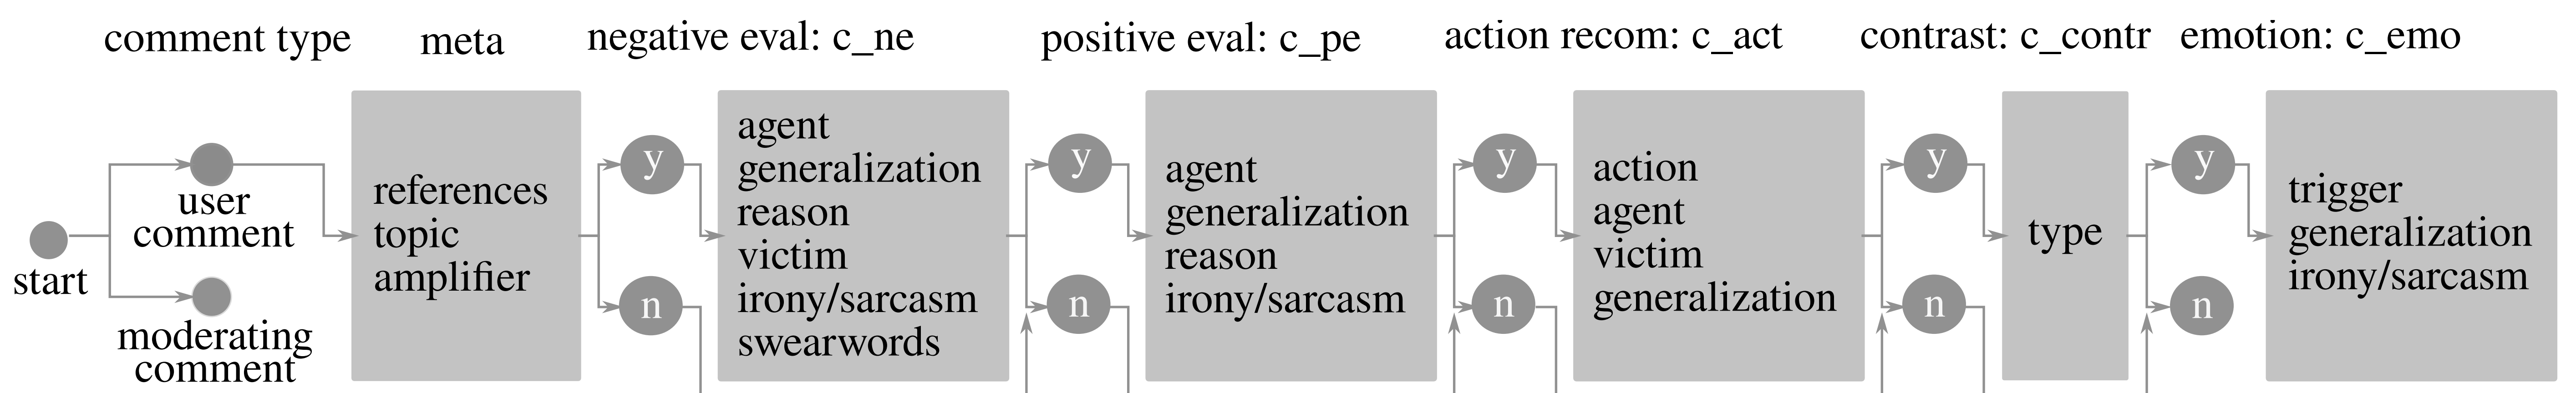 comment type
meta
negative eval: c_ne
positive eval: c_pe
action recom: c_act
contrast: c_contr
emotion: c_emo
start
user
comment
moderating
comment
references
topic
amplifier
y
n
agent
generalization
reason
victim
irony/sarcasm
swearwords
y
n
agent
generalization
reason
irony/sarcasm
y
n
action
agent
victim
generalization
y
n
type
y
n
trigger
generalization
irony/sarcasm